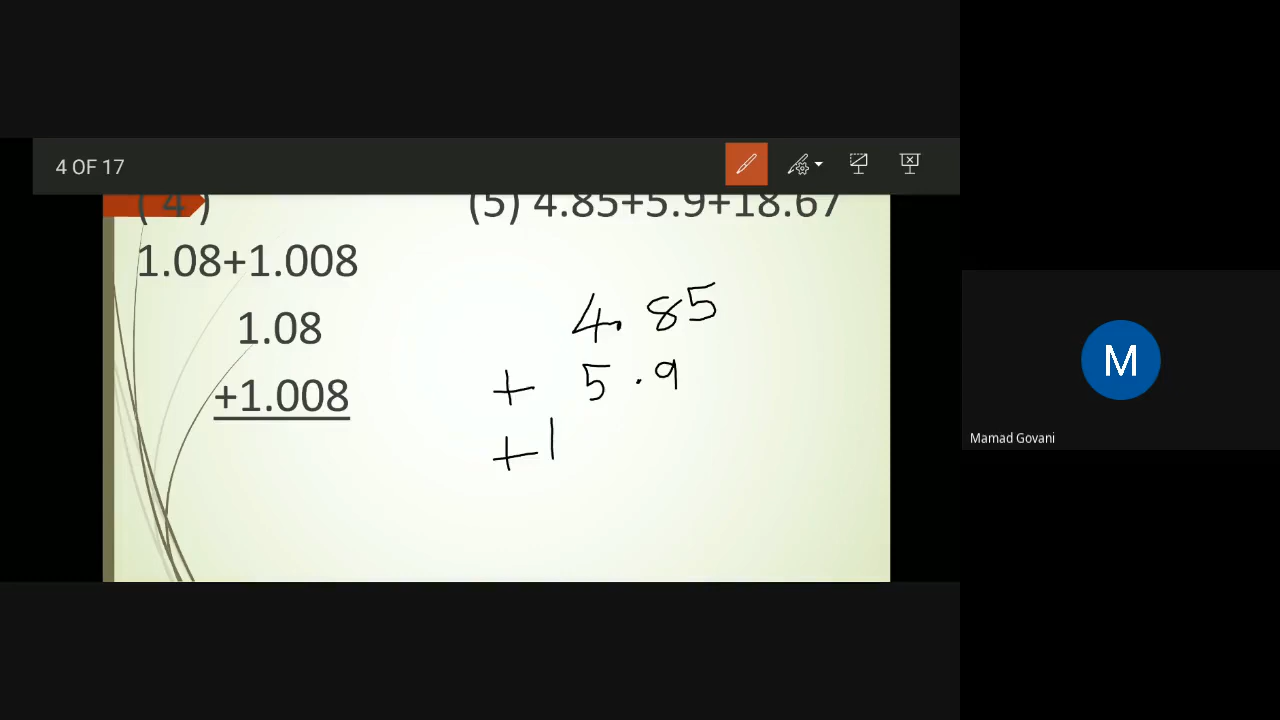 4 OF 17
( 4 )
1.08+1.008
1.08
+1.008
(5) 4.85+5.9+18.67
4.85
+ 5.9
+1
M
Mamad Govani